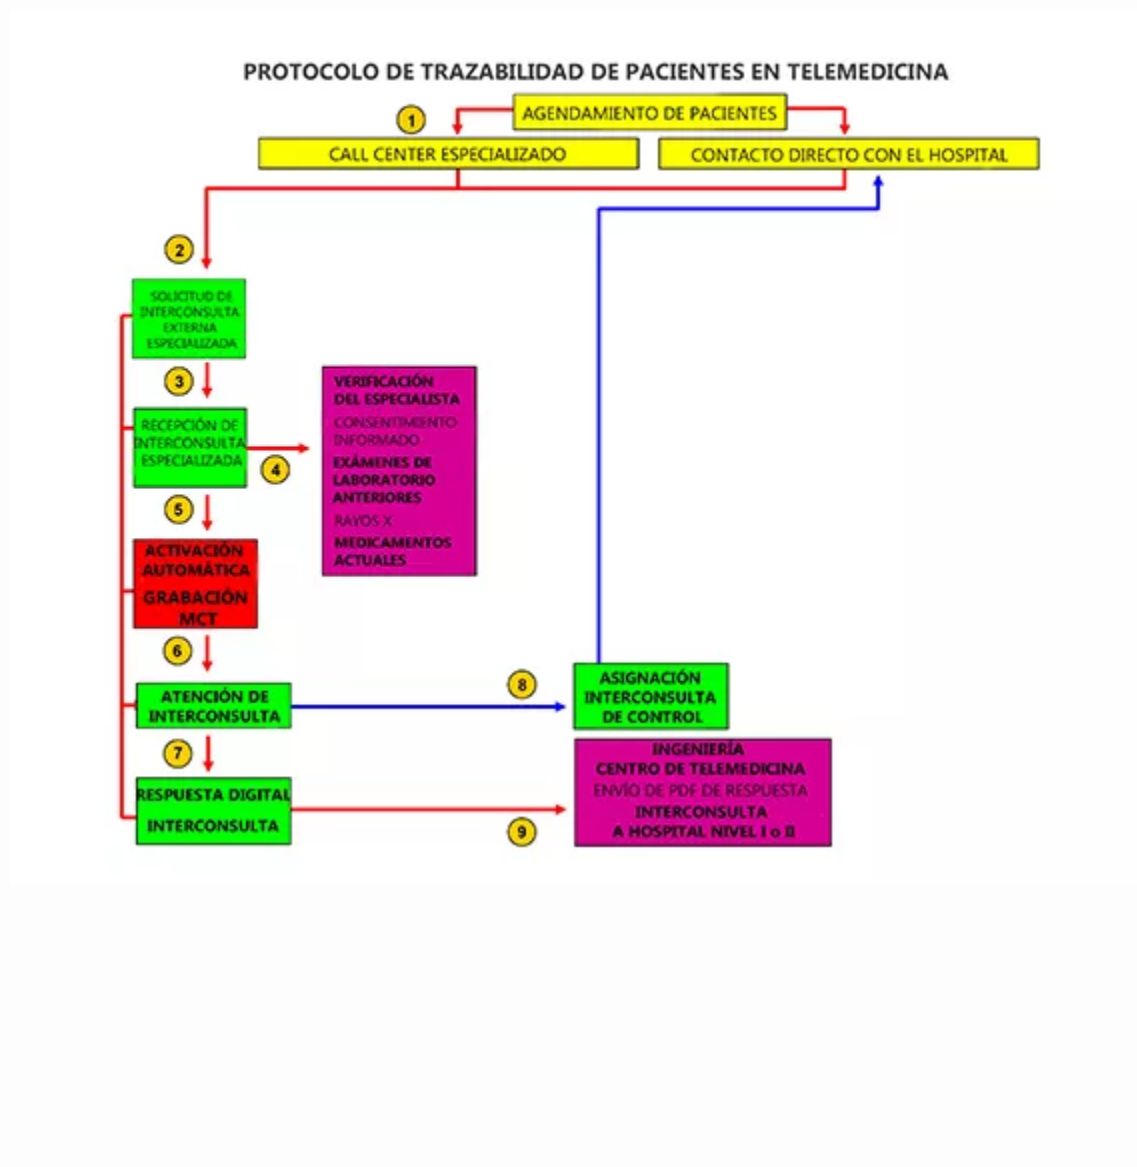 PROTOCOLO DE TRAZABILIDAD DE PACIENTES EN TELEMEDICINA
AGENDAMIENTO DE PACIENTES
1
CALL CENTER ESPECIALIZADO
CONTACTO DIRECTO CON EL HOSPITAL
2
SOLICITUD DE
INTERCONSULTA
EXTERNA
ESPECIALIZADA
3
RECEPCIÓN DE
INTERCONSULTA
ESPECIALIZADA
4
VERIFICACIÓN
DEL ESPECIALISTA
CONSENTIMIENTO
INFORMADO
EXÁMENES DE
LABORATORIO
ANTERIORES
RAYOS X
MEDICAMENTOS
ACTUALES
5
ACTIVACIÓN
AUTOMÁTICA
GRABACIÓN
MCT
6
ATENCIÓN DE
INTERCONSULTA
8
ASIGNACIÓN
INTERCONSULTA
DE CONTROL
7
RESPUESTA DIGITAL
INTERCONSULTA
9
INGENIERÍA
CENTRO DE TELEMEDICINA
ENVÍO DE PDF DE RESPUESTA
INTERCONSULTA
A HOSPITAL NIVEL I o II